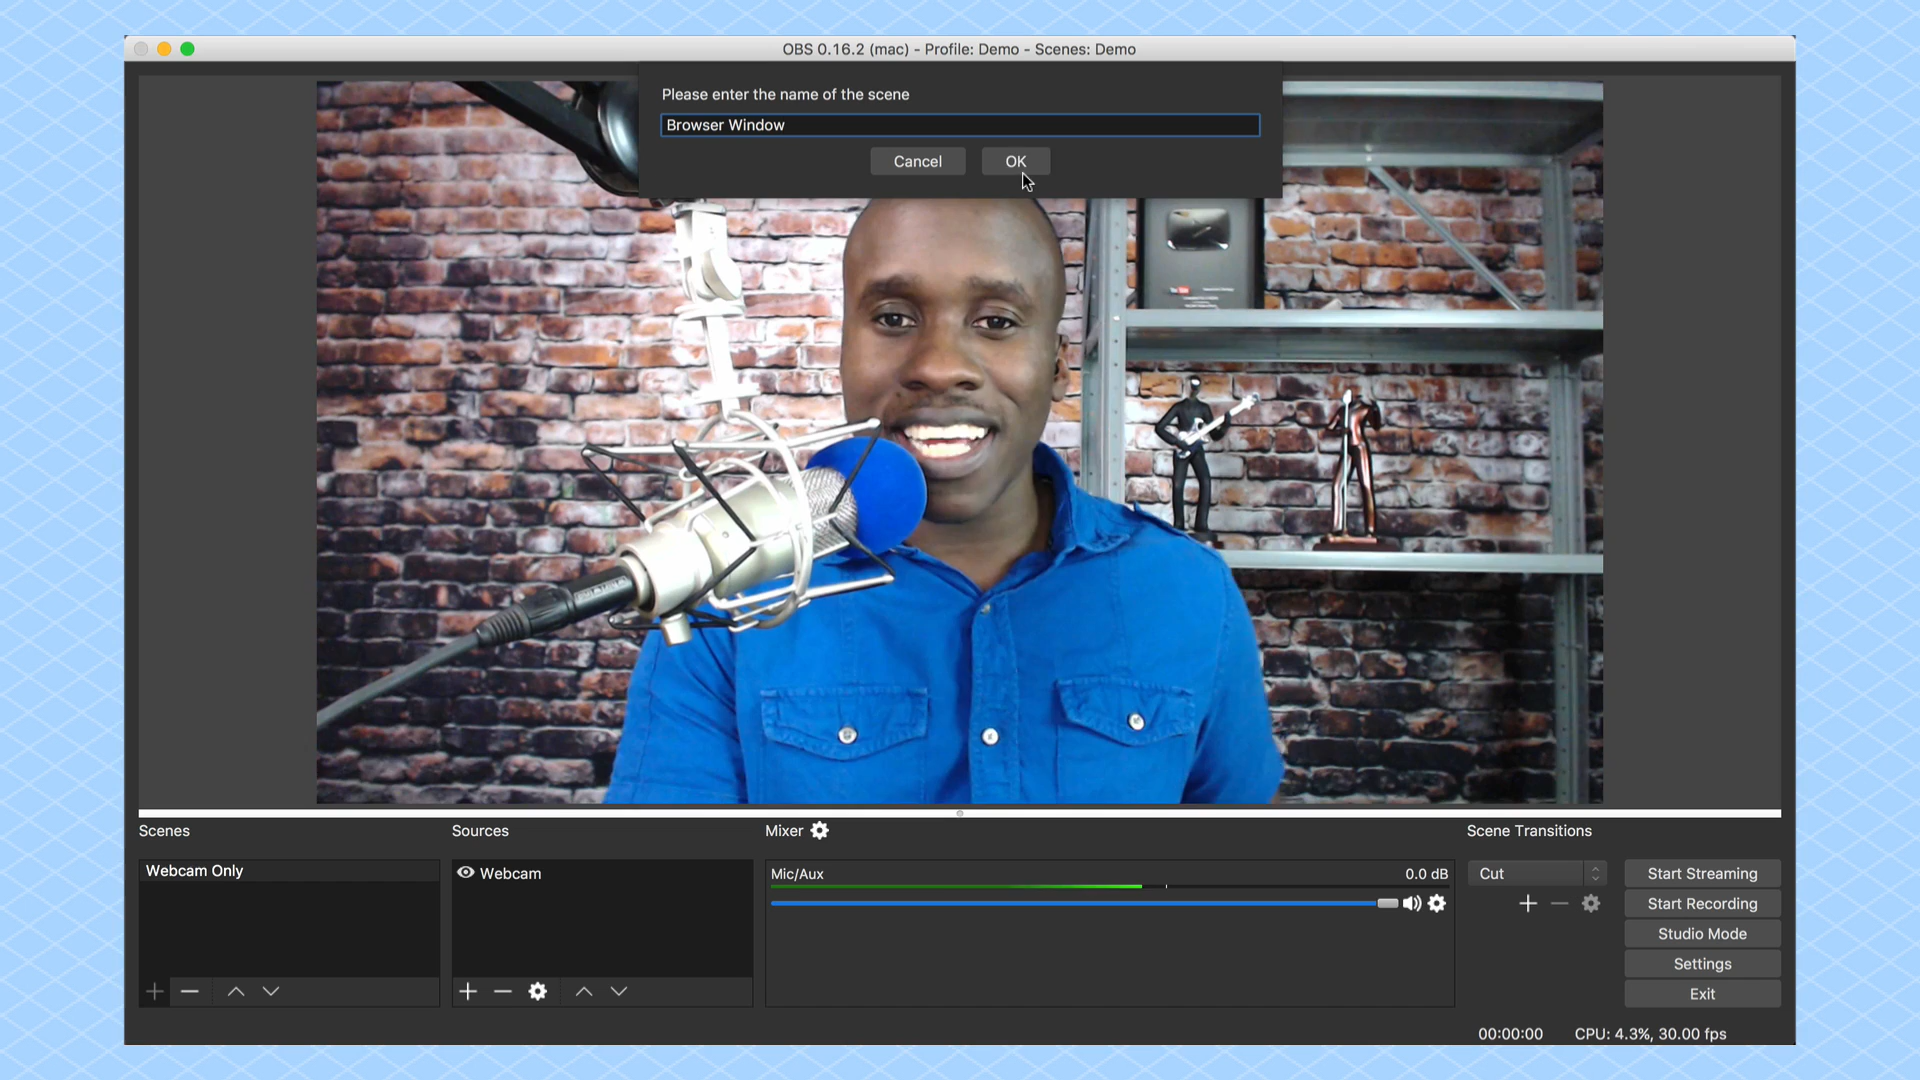 OBS 0.16.2 (mac) - Profile: Demo - Scenes: Demo
Please enter the name of the scene
Browser Window
Cancel
OK
Scenes
Sources
Mixer
Scene Transitions
Webcam Only
Webcam
Mic/Aux
0.0 dB
Cut
Start Streaming
Start Recording
Studio Mode
Settings
Exit
00:00:00
CPU: 4.3%, 30.00 fps